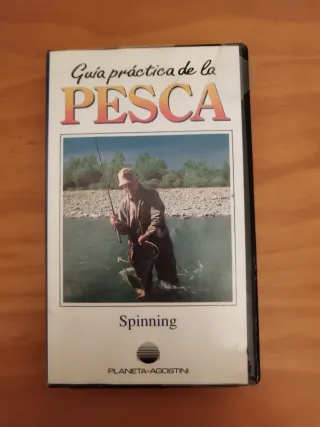 Guía práctica de la
PESCA
Spinning
PLANETA-AGOSTINI